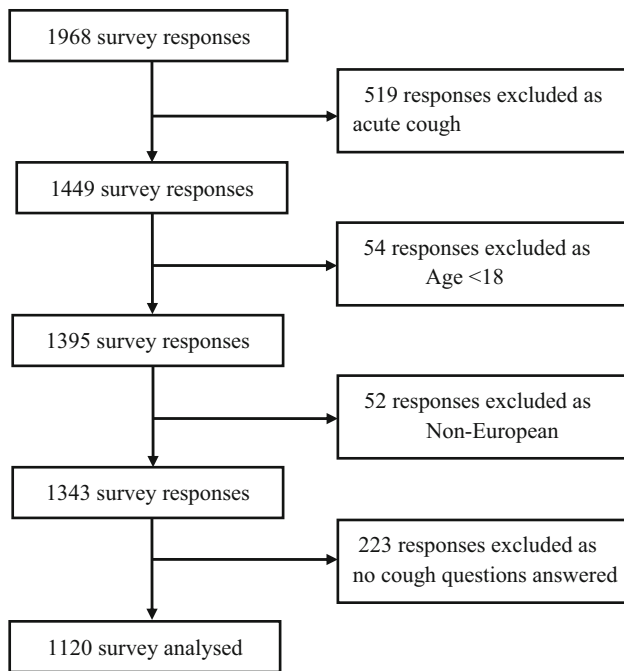 1968 survey responses
519 responses excluded as
acute cough
1449 survey responses
54 responses excluded as
Age <18
1395 survey responses
52 responses excluded as
Non-European
1343 survey responses
223 responses excluded as
no cough questions answered
1120 survey analysed